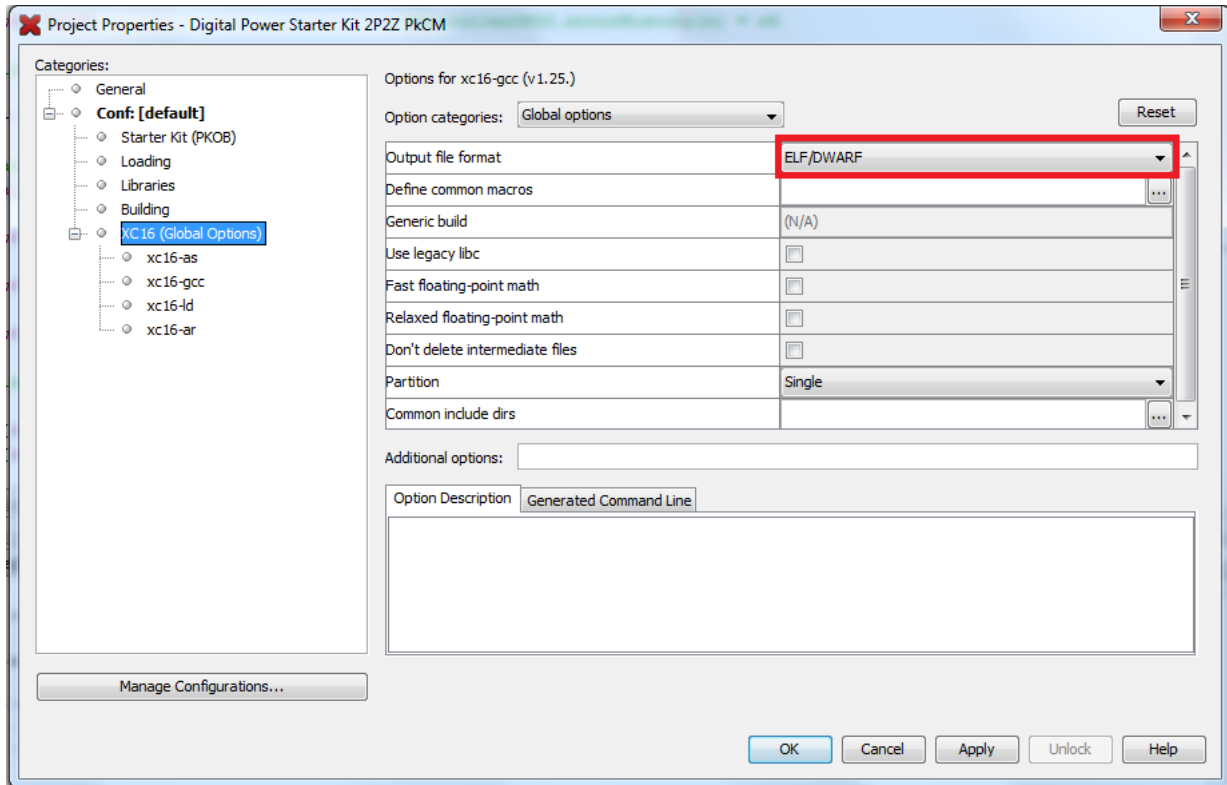 Project Properties - Digital Power Starter Kit 2P2Z PkCM
X
Categories:
General
Conf: [default]
Starter Kit (PKOB)
Loading
Libraries
Building
XC16 (Global Options)
xc16-as
xc16-gcc
xc16-ld
xc16-ar
Manage Configurations...
Options for xc16-gcc (v1.25.)
Option categories: Global options
Reset
Output file format ELF/DWARF
Define common macros ...
Generic build (N/A)
Use legacy libc
Fast floating-point math
Relaxed floating-point math
Don't delete intermediate files
Partition Single
Common include dirs ...
Additional options:
Option Description Generated Command Line
OK Cancel Apply Unlock Help